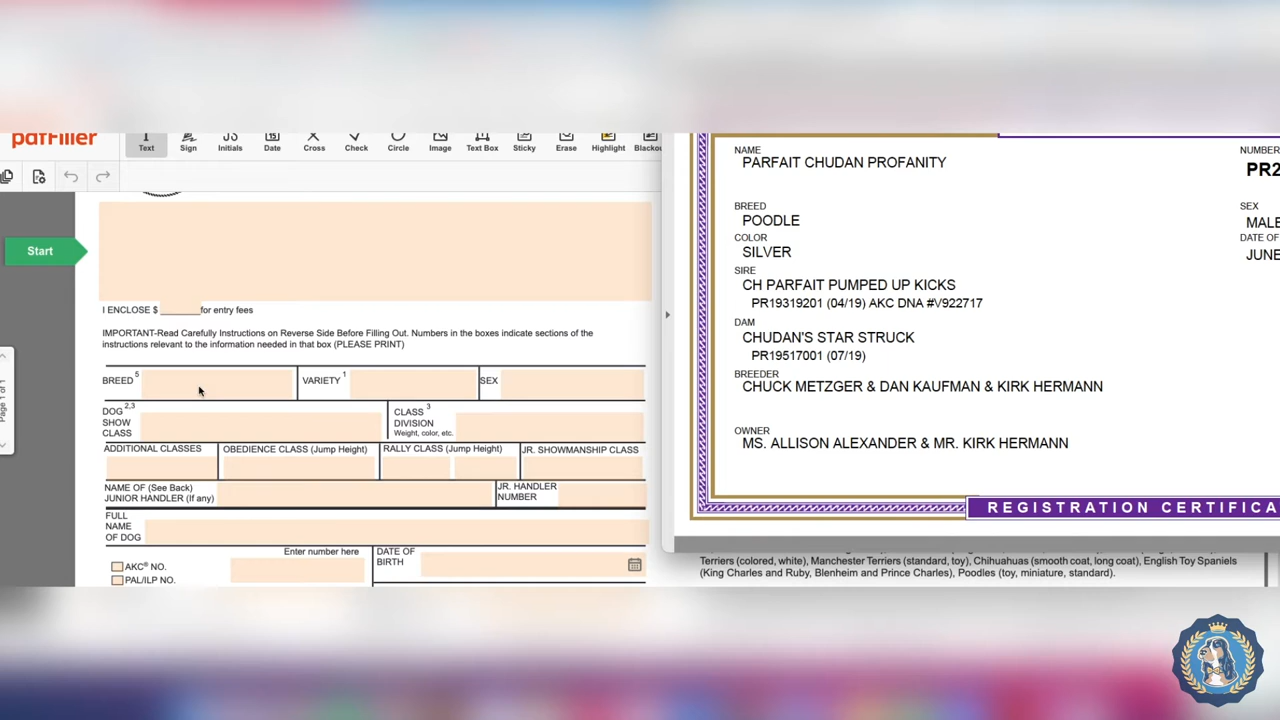 pdfFiller
Text Sign Initials Date Cross Check Circle Image Text Box Sticky Erase Highlight Blackou
Start
Page 1 of 1
I ENCLOSE $ for entry fees
IMPORTANT-Read Carefully Instructions on Reverse Side Before Filling Out. Numbers in the boxes indicate sections of the
instructions relevant to the information needed in that box (PLEASE PRINT)
BREED 5 VARIETY 1 SEX
DOG 2,3
SHOW
CLASS
CLASS 3
DIVISION
Weight, color, etc.
ADDITIONAL CLASSES OBEDIENCE CLASS (Jump Height) RALLY CLASS (Jump Height) JR. SHOWMANSHIP CLASS
NAME OF (See Back)
JUNIOR HANDLER (If any)
JR. HANDLER
NUMBER
FULL
NAME
OF DOG
Enter number here
AKC® NO.
PAL/ILP NO.
DATE OF
BIRTH
NAME
PARFAIT CHUDAN PROFANITY
NUMBER
PR2
BREED
POODLE
SEX
MALE
COLOR
SILVER
DATE OF
JUNE
SIRE
CH PARFAIT PUMPED UP KICKS
PR19319201 (04/19) AKC DNA #V922717
DAM
CHUDAN'S STAR STRUCK
PR19517001 (07/19)
BREEDER
CHUCK METZGER & DAN KAUFMAN & KIRK HERMANN
OWNER
MS. ALLISON ALEXANDER & MR. KIRK HERMANN
REGISTRATION CERTIFICA
Terriers (colored, white), Manchester Terriers (standard, toy), Chihuahuas (smooth coat, long coat), English Toy Spaniels
(King Charles and Ruby, Blenheim and Prince Charles), Poodles (toy, miniature, standard).